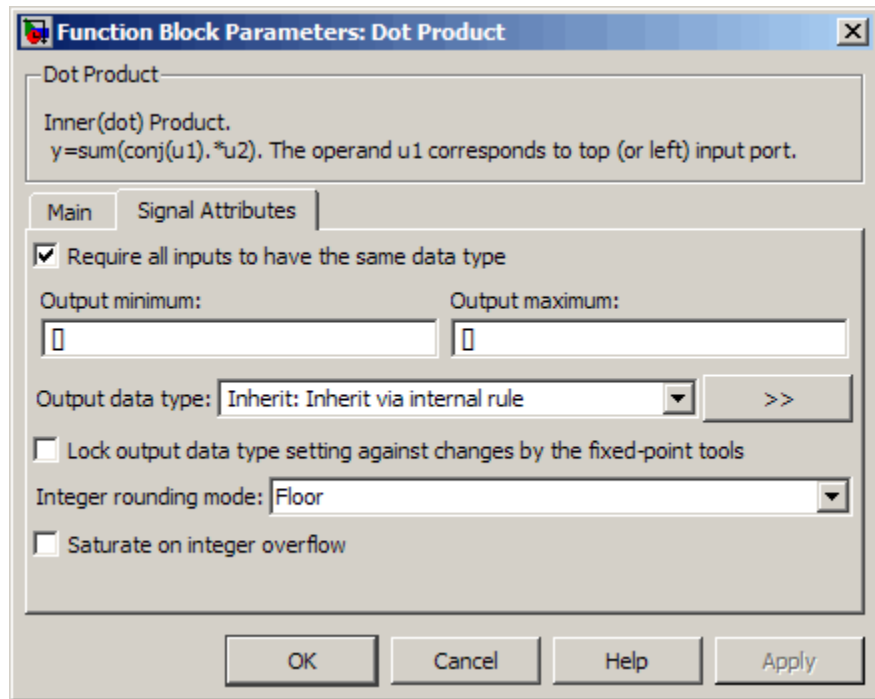 Function Block Parameters: Dot Product
Dot Product
Inner(dot) Product.
y=sum(conj(u1).*u2). The operand u1 corresponds to top (or left) input port.
Main Signal Attributes
Require all inputs to have the same data type
Output minimum: Output maximum:
[] []
Output data type: Inherit: Inherit via internal rule >>
Lock output data type setting against changes by the fixed-point tools
Integer rounding mode: Floor
Saturate on integer overflow
OK Cancel Help Apply